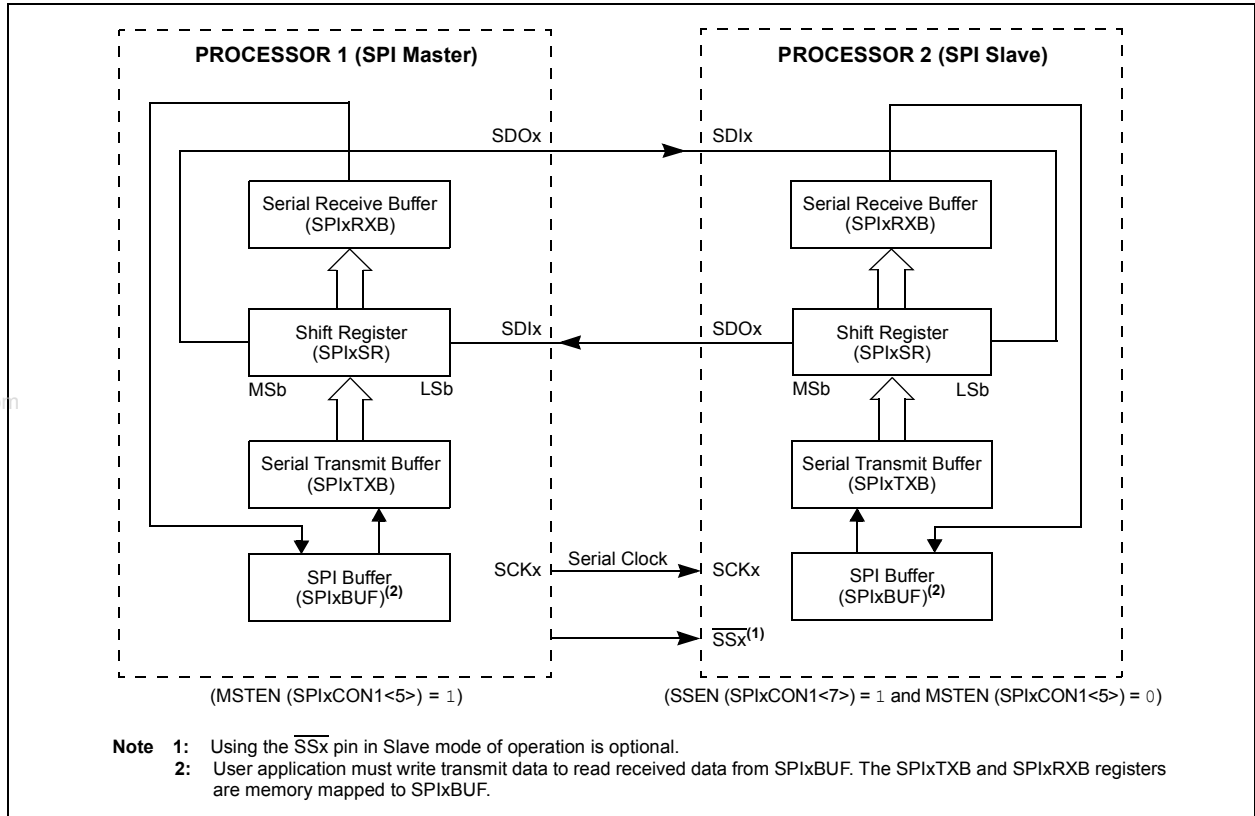 PROCESSOR 1 (SPI Master)
PROCESSOR 2 (SPI Slave)
SDOx
SDIx
Serial Receive Buffer
(SPIxRXB)
Serial Receive Buffer
(SPIxRXB)
Shift Register
(SPIxSR)
SDIx
SDOx
Shift Register
(SPIxSR)
MSb
LSb
MSb
LSb
om
Serial Transmit Buffer
(SPIxTXB)
Serial Transmit Buffer
(SPIxTXB)
SPI Buffer
(SPIxBUF)(2)
SCKx
Serial Clock
SCKx
SPI Buffer
(SPIxBUF)(2)
SSx(1)
(MSTEN (SPIxCON1<5>) = 1)
(SSEN (SPIxCON1<7>) = 1 and MSTEN (SPIxCON1<5>) = 0)
Note 1: Using the SSx pin in Slave mode of operation is optional.
2: User application must write transmit data to read received data from SPIxBUF. The SPIxTXB and SPIxRXB registers
are memory mapped to SPIxBUF.